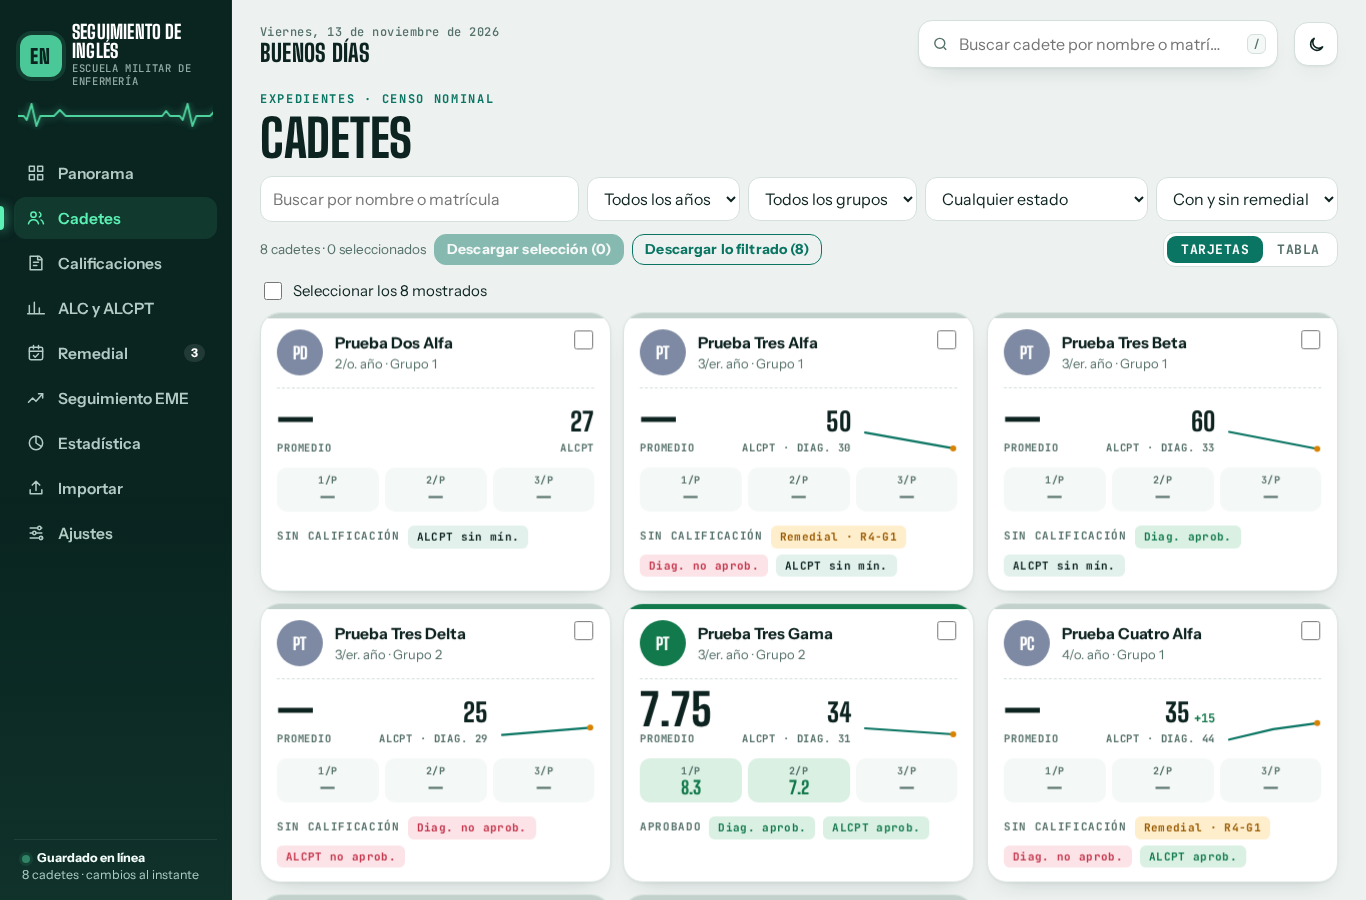 EN
SEGUIMIENTO DE
INGLÉS
ESCUELA MILITAR DE
ENFERMERÍA
Panorama
Cadetes
Calificaciones
ALC y ALCPT
Remedial 3
Seguimiento EME
Estadística
Importar
Ajustes
Guardado en línea
8 cadetes · cambios al instante
Viernes, 13 de noviembre de 2026
BUENOS DÍAS
Buscar cadete por nombre o matrí... /
EXPEDIENTES · CENSO NOMINAL
CADETES
Buscar por nombre o matrícula Todos los años Todos los grupos Cualquier estado Con y sin remedial
8 cadetes · 0 seleccionados Descargar selección (0) Descargar lo filtrado (8) TARJETAS TABLA
Seleccionar los 8 mostrados
PD
Prueba Dos Alfa
2/o. año · Grupo 1
— 27
PROMEDIO ALCPT
1/P 2/P 3/P
— — —
SIN CALIFICACIÓN ALCPT sin mín.
PT
Prueba Tres Alfa
3/er. año · Grupo 1
— 50
PROMEDIO ALCPT · DIAG. 30
1/P 2/P 3/P
— — —
SIN CALIFICACIÓN Remedial · R4-G1
Diag. no aprob. ALCPT sin mín.
PT
Prueba Tres Beta
3/er. año · Grupo 1
— 60
PROMEDIO ALCPT · DIAG. 33
1/P 2/P 3/P
— — —
SIN CALIFICACIÓN Diag. aprob.
ALCPT sin mín.
PT
Prueba Tres Delta
3/er. año · Grupo 2
— 25
PROMEDIO ALCPT · DIAG. 29
1/P 2/P 3/P
— — —
SIN CALIFICACIÓN Diag. no aprob.
ALCPT no aprob.
PT
Prueba Tres Gama
3/er. año · Grupo 2
7.75 34
PROMEDIO ALCPT · DIAG. 31
1/P 2/P 3/P
8.3 7.2 —
APROBADO Diag. aprob. ALCPT aprob.
PC
Prueba Cuatro Alfa
4/o. año · Grupo 1
— 35 +15
PROMEDIO ALCPT · DIAG. 44
1/P 2/P 3/P
— — —
SIN CALIFICACIÓN Remedial · R4-G1
Diag. no aprob. ALCPT aprob.